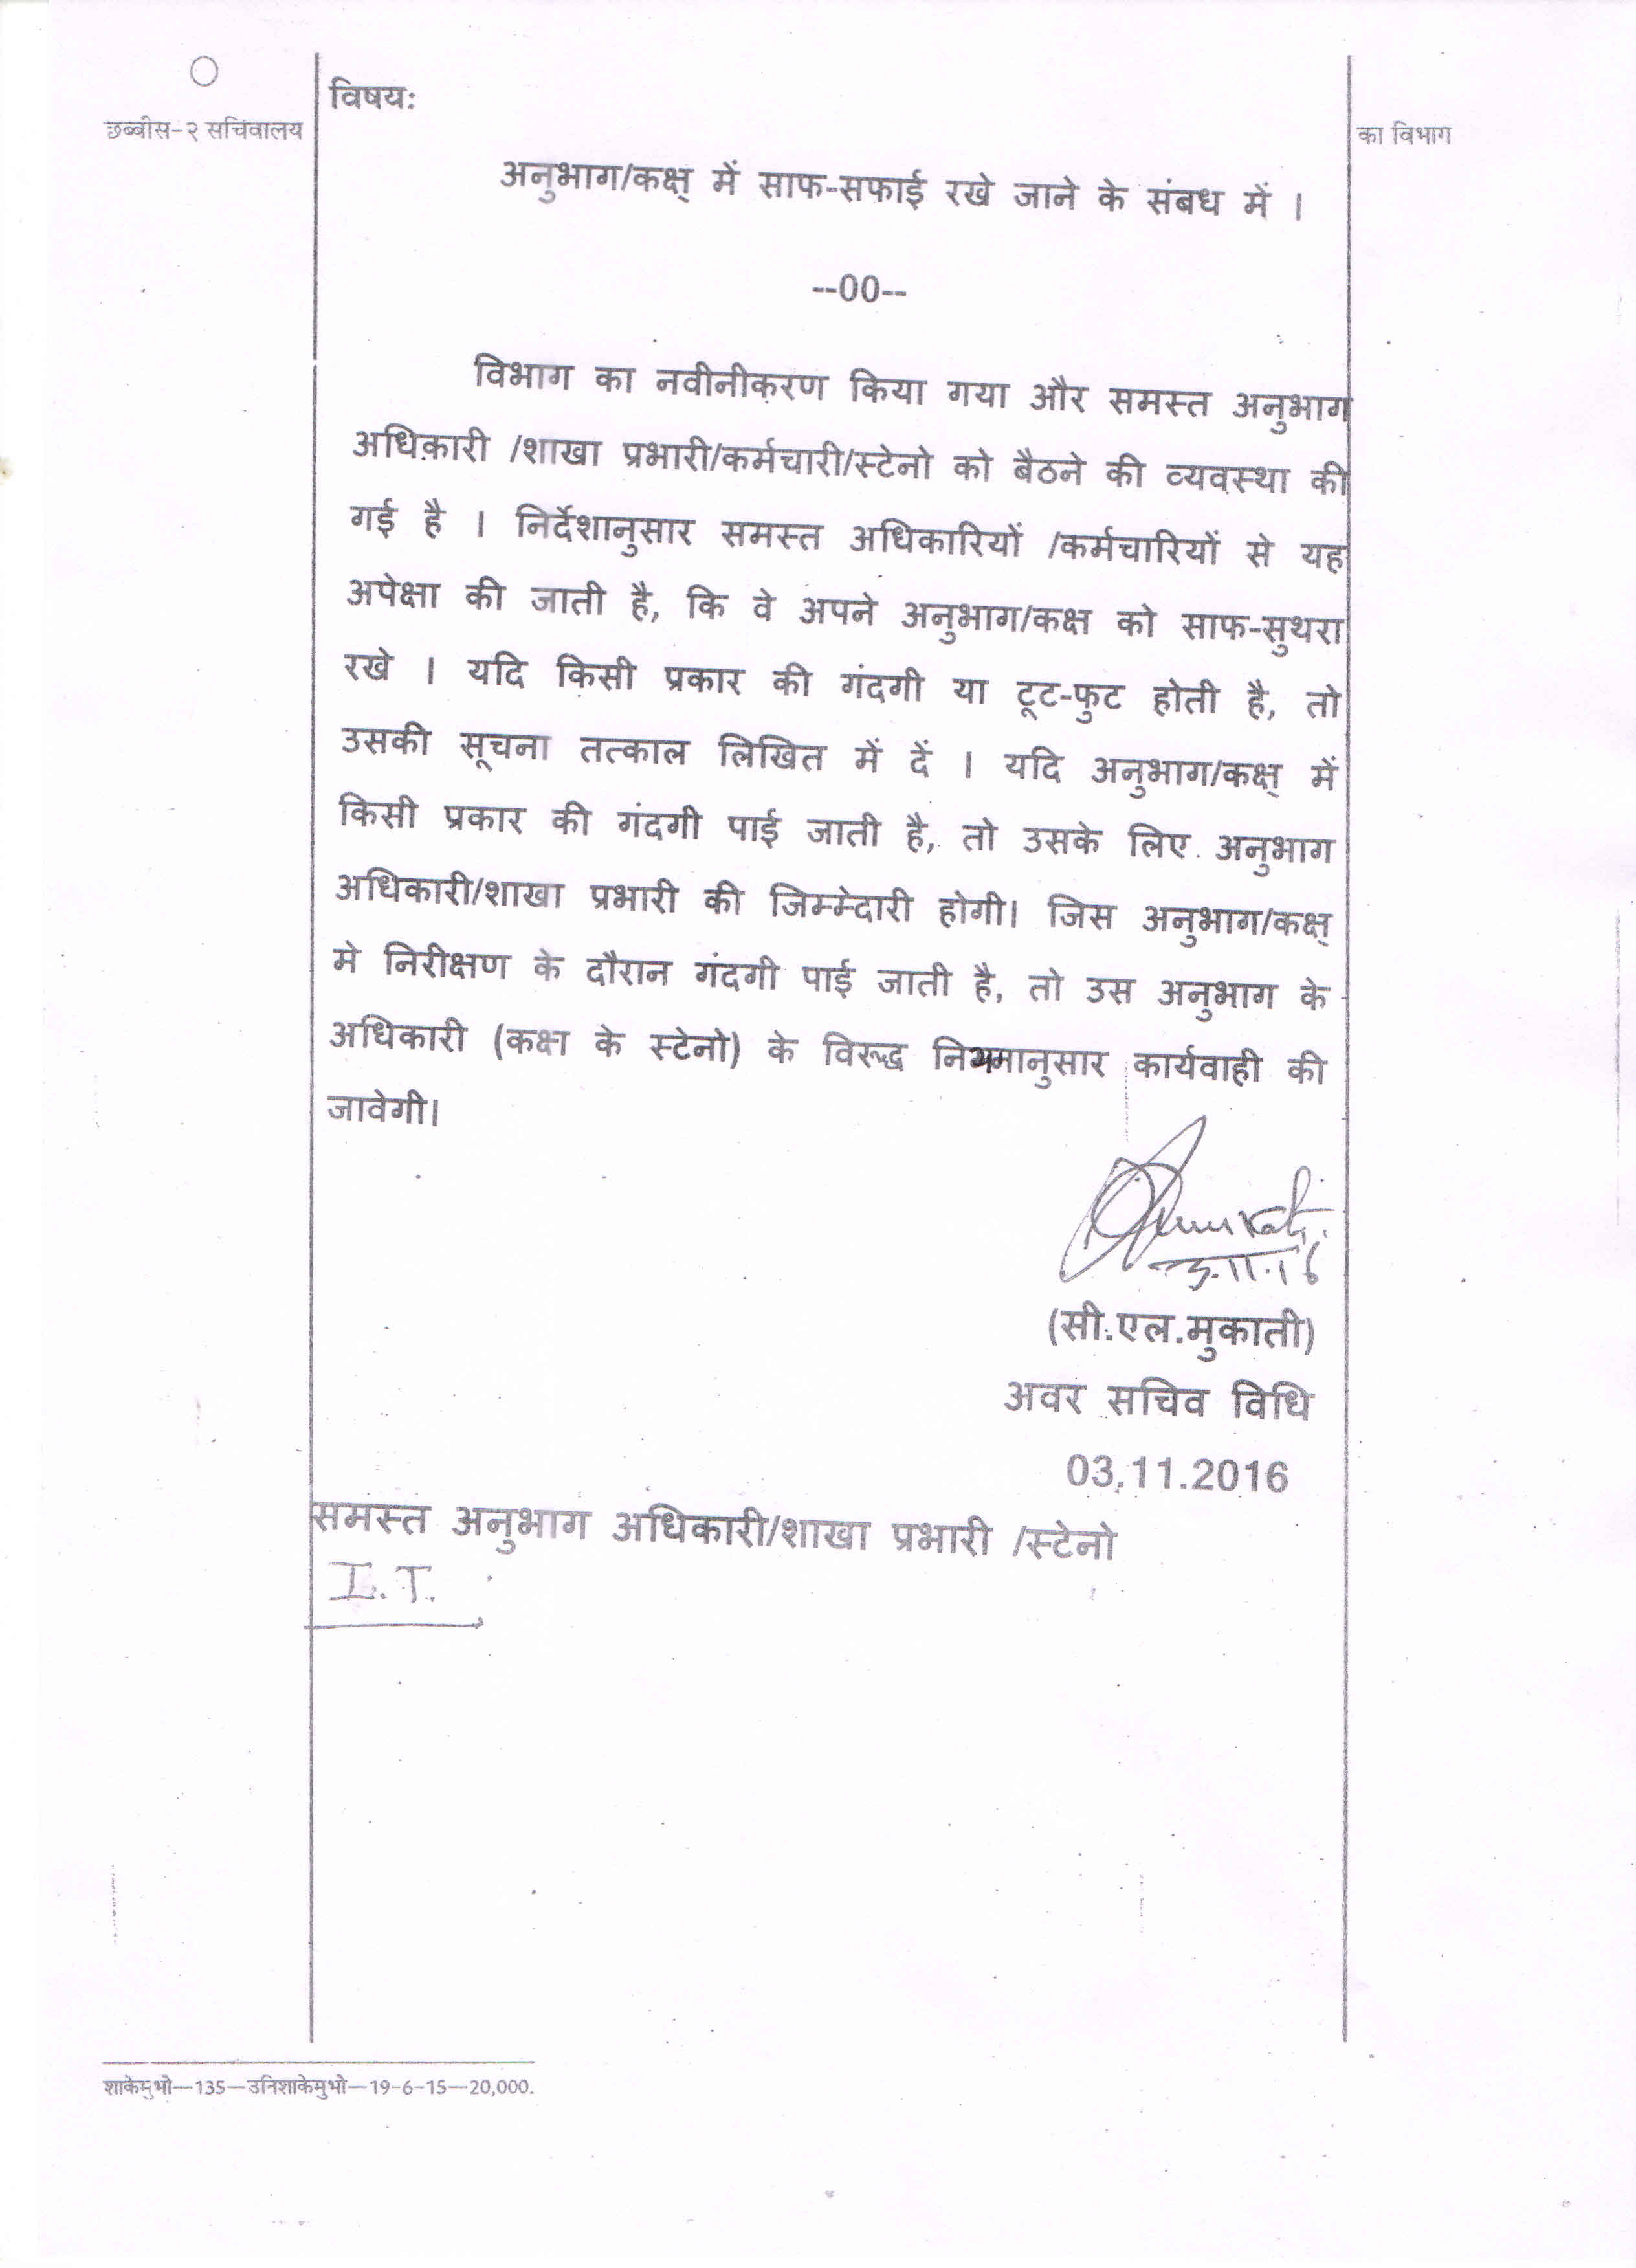 विषय:
छब्बीस-२ सचिवालय
का विभाग
अनुभाग/कक्ष् में साफ-सफाई रखे जाने के संबध में ।
--00--
विभाग का नवीनीकरण किया गया और समस्त अनुभाग
अधिकारी /शाखा प्रभारी/कर्मचारी/स्टेनो को बैठने की व्यवस्था की
गई है । निर्देशानुसार समस्त अधिकारियों /कर्मचारियों से यह
अपेक्षा की जाती है, कि वे अपने अनुभाग/कक्ष को साफ-सुथरा
रखे । यदि किसी प्रकार की गंदगी या टूट-फुट होती है, तो
उसकी सूचना तत्काल लिखित में दें । यदि अनुभाग/कक्ष् में
किसी प्रकार की गंदगी पाई जाती है, तो उसके लिए अनुभाग
अधिकारी/शाखा प्रभारी की जिम्मेदारी होगी। जिस अनुभाग/कक्ष्
मे निरीक्षण के दौरान गंदगी पाई जाती है, तो उस अनुभाग के
अधिकारी (कक्ष के स्टेनो) के विरूद्ध नियमानुसार कार्यवाही की
जावेगी।
3.11.16
(सी.एल.मुकाती)
अवर सचिव विधि
03.11.2016
समस्त अनुभाग अधिकारी/शाखा प्रभारी /स्टेनो
I.T.
शाकेमुभो—135—उनिशाकेमुभो—19-6-15—20,000.